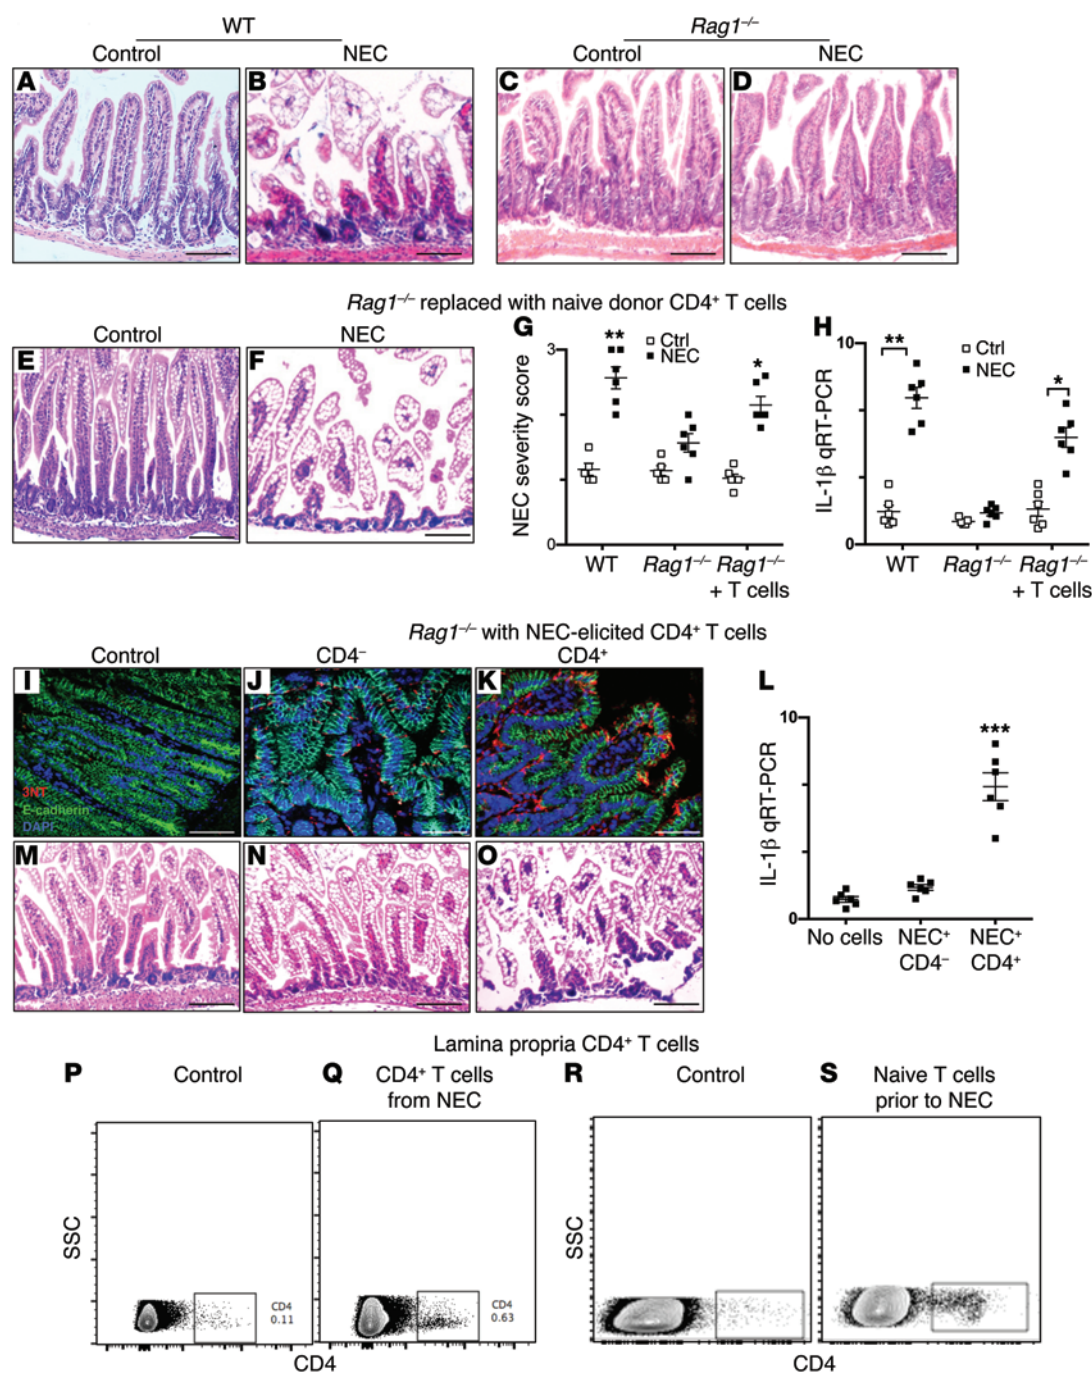 WT
Rag1–/–
Control
NEC
Control
NEC
A
B
C
D
Rag1–/– replaced with naive donor CD4+ T cells
Control
NEC
E
F
G
Ctrl
NEC
NEC severity score
3
0
**
*
WT
Rag1–/–
Rag1–/–
+ T cells
H
Ctrl
NEC
IL-1β qRT-PCR
10
0
**
*
WT
Rag1–/–
Rag1–/–
+ T cells
Rag1–/– with NEC-elicited CD4+ T cells
Control
CD4–
CD4+
I
J
K
3NT
E-cadherin
DAPI
L
IL-1β qRT-PCR
10
0
***
No cells
NEC+
CD4–
NEC+
CD4+
M
N
O
Lamina propria CD4+ T cells
P
Control
Q
CD4+ T cells
from NEC
R
Control
S
Naive T cells
prior to NEC
SSC
CD4
0.11
CD4
0.63
CD4
SSC
CD4